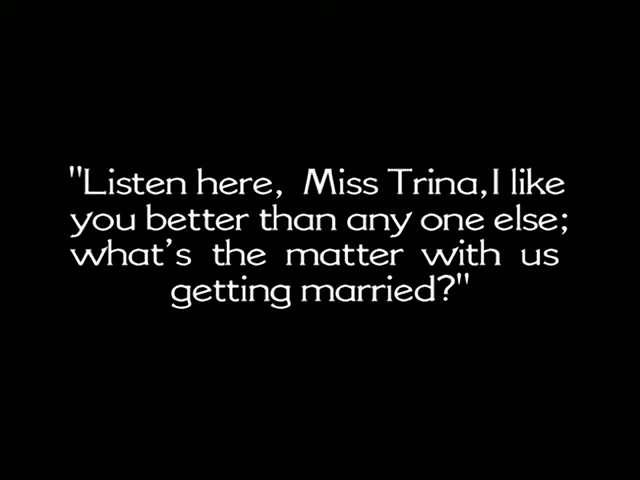 "Listen here, Miss Trina, I like
you better than any one else;
what's the matter with us
getting married?"